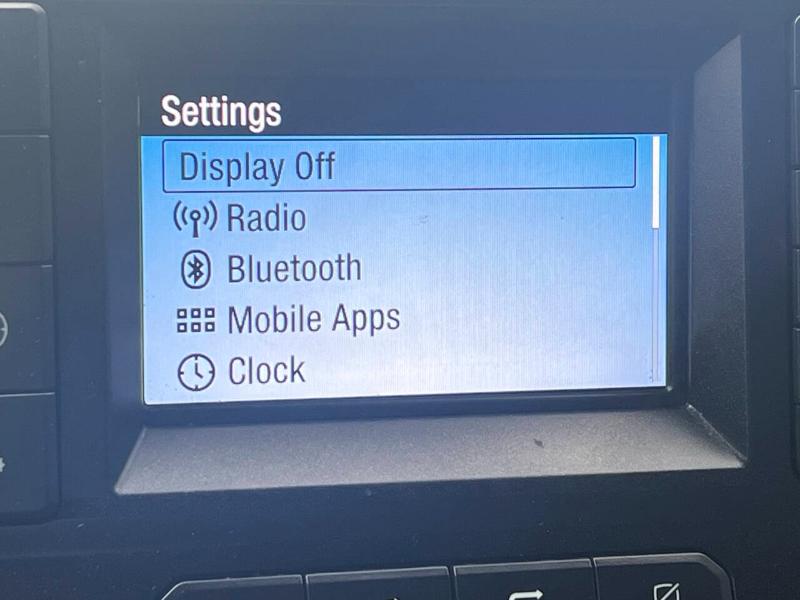 Settings
Display Off
Radio
Bluetooth
Mobile Apps
Clock